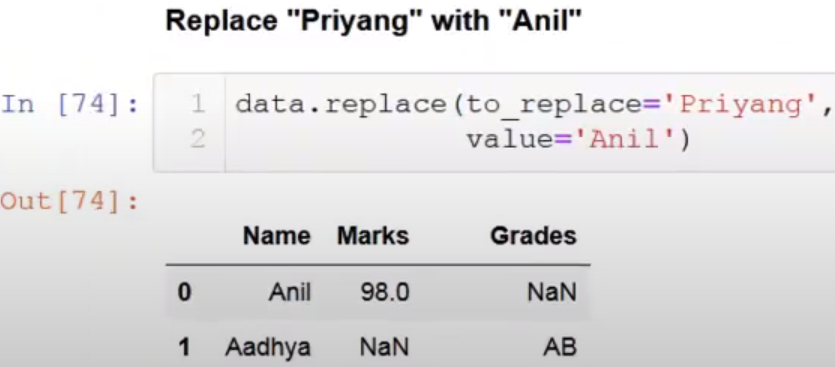 Replace "Priyang" with "Anil"
In [74]: 1 data.replace(to_replace='Priyang',
2 value='Anil')
Out[74]:
Name Marks Grades
0 Anil 98.0 NaN
1 Aadhya NaN AB